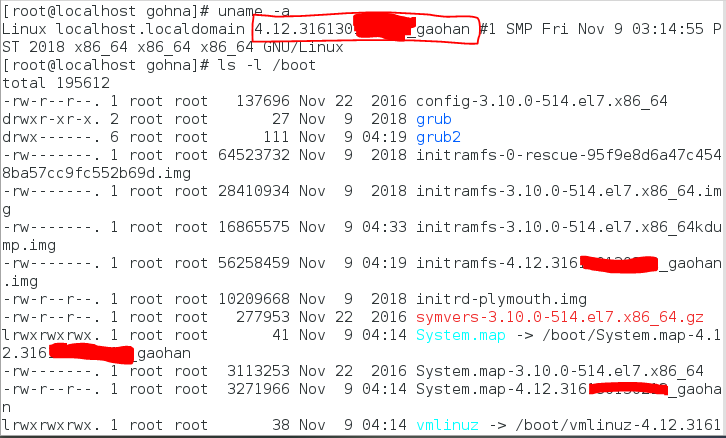 [root@localhost gohna]# uname -a
Linux localhost.localdomain 4.12.316130 _gaohan #1 SMP Fri Nov 9 03:14:55 P
ST 2018 x86_64 x86_64 x86_64 GNU/Linux
[root@localhost gohna]# ls -l /boot
total 195612
-rw-r--r--. 1 root root   137696 Nov 22  2016 config-3.10.0-514.el7.x86_64
drwxr-xr-x. 2 root root       27 Nov  9  2018 grub
drwx------. 6 root root      111 Nov  9 04:19 grub2
-rw-------. 1 root root 64523732 Nov  9  2018 initramfs-0-rescue-95f9e8d6a47c454
8ba57cc9fc552b69d.img
-rw-------. 1 root root 28410934 Nov  9  2018 initramfs-3.10.0-514.el7.x86_64.im
g
-rw-------. 1 root root 16865575 Nov  9 04:33 initramfs-3.10.0-514.el7.x86_64kdu
mp.img
-rw-------. 1 root root 56258459 Nov  9 04:19 initramfs-4.12.316 _gaohan
.img
-rw-r--r--. 1 root root 10209668 Nov  9  2018 initrd-plymouth.img
-rw-r--r--. 1 root root   277953 Nov 22  2016 symvers-3.10.0-514.el7.x86_64.gz
lrwxrwxrwx. 1 root root       41 Nov  9 04:14 System.map -> /boot/System.map-4.1
2.316 _gaohan
-rw-------. 1 root root  3113253 Nov 22  2016 System.map-3.10.0-514.el7.x86_64
-rw-r--r--. 1 root root  3271966 Nov  9 04:14 System.map-4.12.316 _gaoha
n
lrwxrwxrwx. 1 root root       38 Nov  9 04:14 vmlinuz -> /boot/vmlinuz-4.12.3161